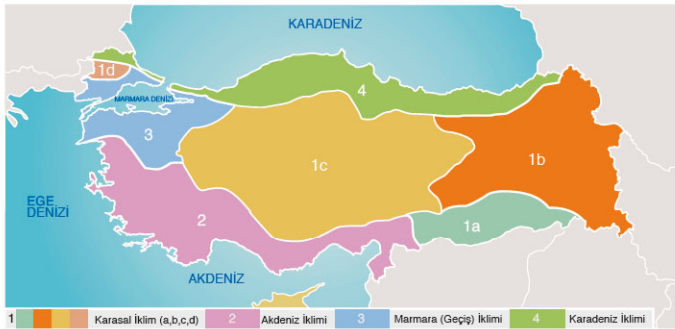 KARADENİZ
1d
4
MARMARA DENİZİ
3
1c
1b
EGE
DENİZİ
2
1a
AKDENİZ
1 Karasal İklim (a,b,c,d) 2 Akdeniz İklimi 3 Marmara (Geçiş) İklimi 4 Karadeniz İklimi